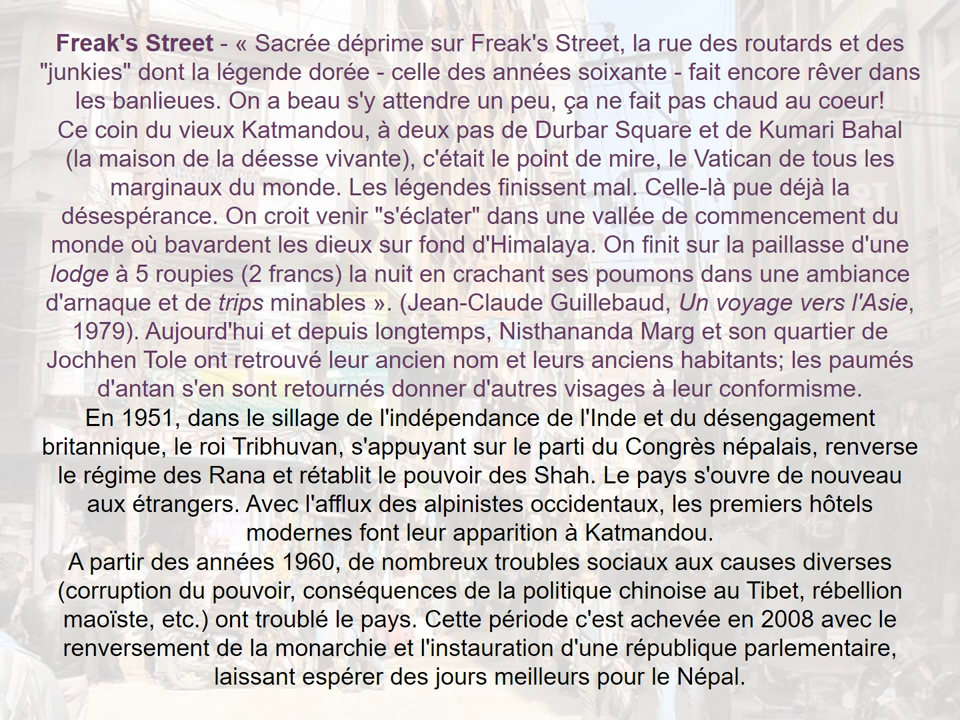 Freak's Street - « Sacrée déprime sur Freak's Street, la rue des routards et des
"junkies" dont la légende dorée - celle des années soixante - fait encore rêver dans
les banlieues. On a beau s'y attendre un peu, ça ne fait pas chaud au coeur!
Ce coin du vieux Katmandou, à deux pas de Durbar Square et de Kumari Bahal
(la maison de la déesse vivante), c'était le point de mire, le Vatican de tous les
marginaux du monde. Les légendes finissent mal. Celle-là pue déjà la
désespérance. On croit venir "s'éclater" dans une vallée de commencement du
monde où bavardent les dieux sur fond d'Himalaya. On finit sur la paillasse d'une
lodge à 5 roupies (2 francs) la nuit en crachant ses poumons dans une ambiance
d'arnaque et de trips minables ». (Jean-Claude Guillebaud, Un voyage vers l'Asie,
1979). Aujourd'hui et depuis longtemps, Nisthananda Marg et son quartier de
Jochhen Tole ont retrouvé leur ancien nom et leurs anciens habitants; les paumés
d'antan s'en sont retournés donner d'autres visages à leur conformisme.
En 1951, dans le sillage de l'indépendance de l'Inde et du désengagement
britannique, le roi Tribhuvan, s'appuyant sur le parti du Congrès népalais, renverse
le régime des Rana et rétablit le pouvoir des Shah. Le pays s'ouvre de nouveau
aux étrangers. Avec l'afflux des alpinistes occidentaux, les premiers hôtels
modernes font leur apparition à Katmandou.
A partir des années 1960, de nombreux troubles sociaux aux causes diverses
(corruption du pouvoir, conséquences de la politique chinoise au Tibet, rébellion
maoïste, etc.) ont troublé le pays. Cette période c'est achevée en 2008 avec le
renversement de la monarchie et l'instauration d'une république parlementaire,
laissant espérer des jours meilleurs pour le Népal.